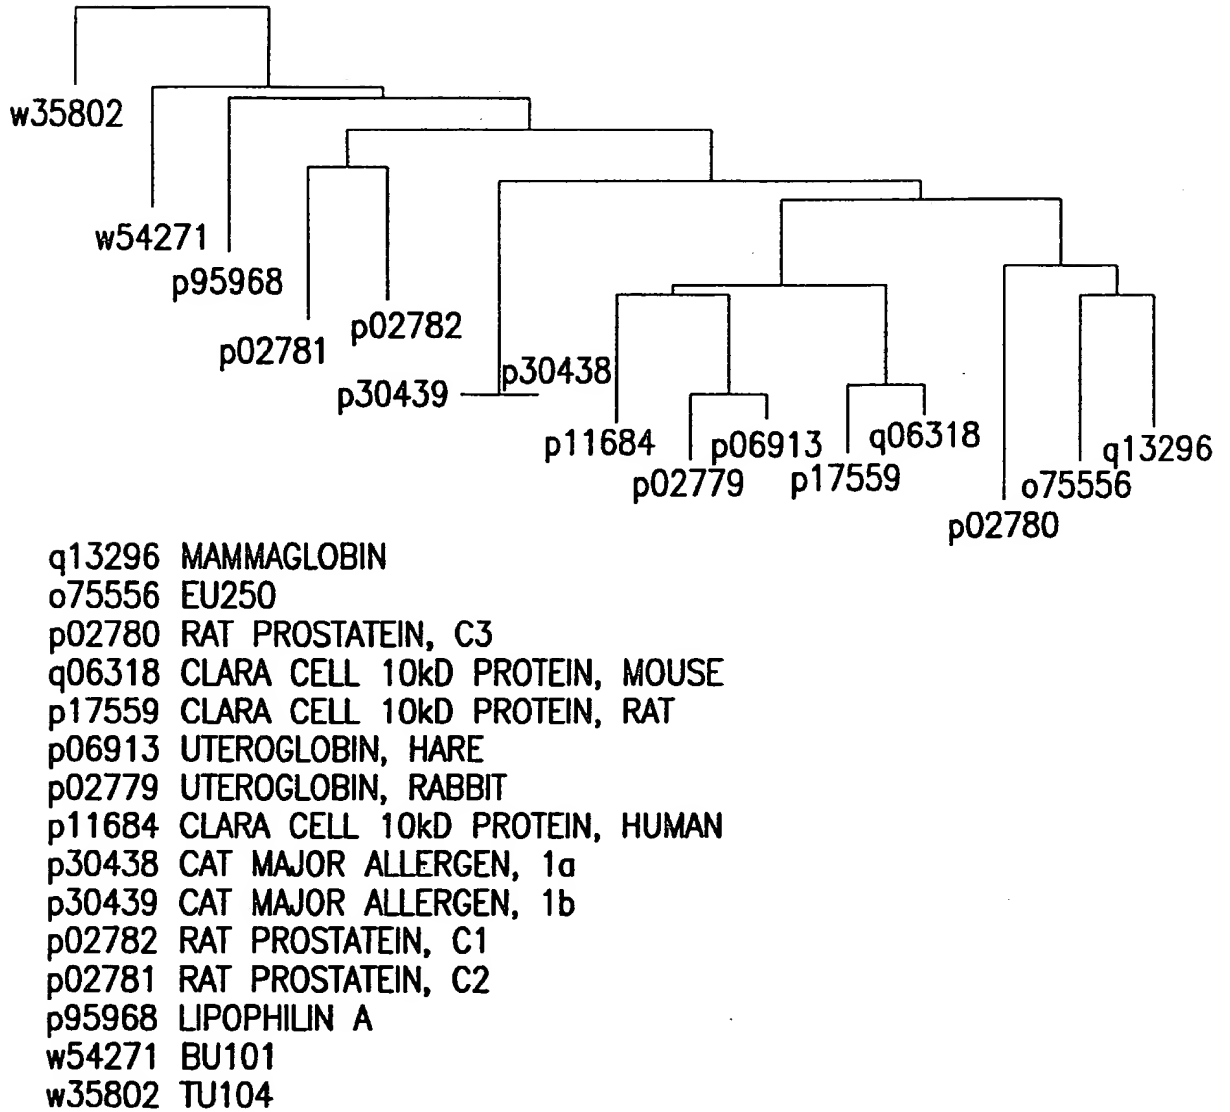 w35802
w54271
p95968
p02782
p02781
p30438
p30439
p11684
p06913
q06318
q13296
p02779
p17559
o75556
p02780
q13296 MAMMAGLOBIN
o75556 EU250
p02780 RAT PROSTATEIN, C3
q06318 CLARA CELL 10kD PROTEIN, MOUSE
p17559 CLARA CELL 10kD PROTEIN, RAT
p06913 UTEROGLOBIN, HARE
p02779 UTEROGLOBIN, RABBIT
p11684 CLARA CELL 10kD PROTEIN, HUMAN
p30438 CAT MAJOR ALLERGEN, 1a
p30439 CAT MAJOR ALLERGEN, 1b
p02782 RAT PROSTATEIN, C1
p02781 RAT PROSTATEIN, C2
p95968 LIPOPHILIN A
w54271 BU101
w35802 TU104